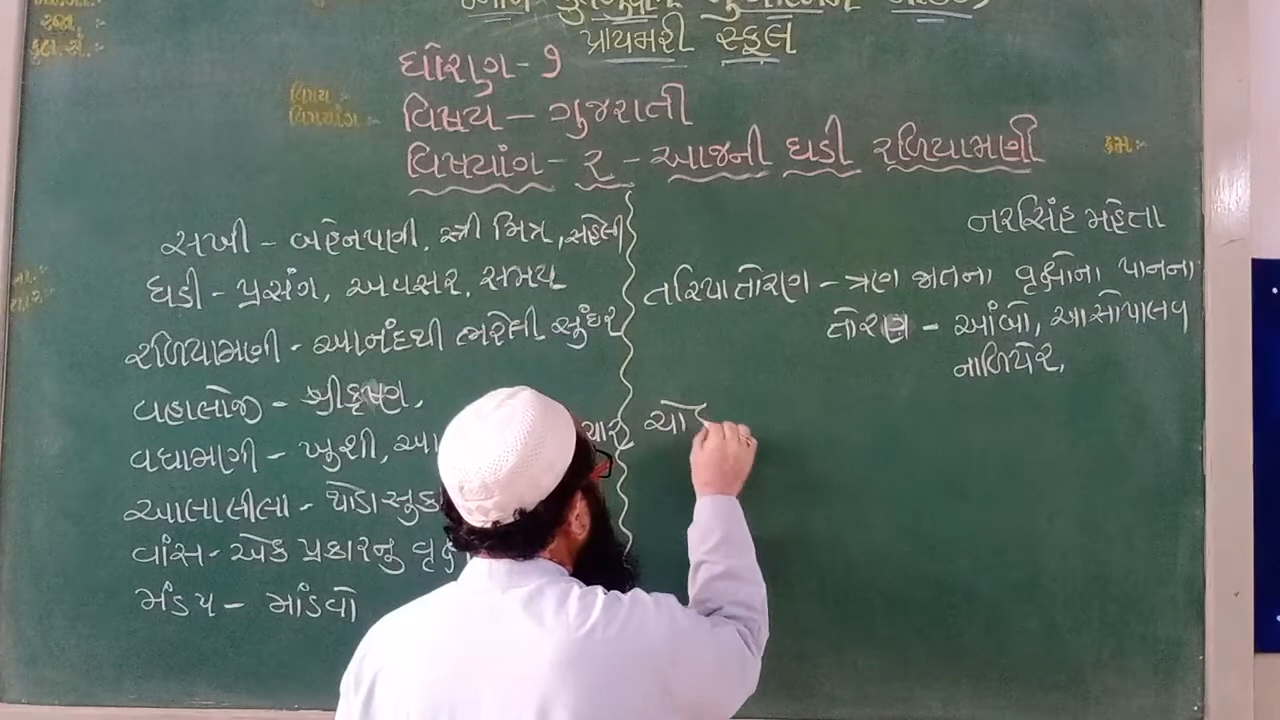 પ્રાયમરી સ્કૂલ
ધોરણ - ૭
વિષય :-
વિષય - ગુજરાતી
વિષયાંગ :-
વિષયાંગ - ૨ - આજની ઘડી રળિયામણી
ક્રમ :-
નરસિંહ મહેતા
સખી - બહેનપણી, સ્ત્રી મિત્ર, સહેલી
ઘડી - પ્રસંગ, અવસર, સમય
રળિયામણી - આનંદથી ભરેલી સુંદર
વહાલોજી - શ્રીકૃષ્ણ,
વધામણી - ખુશી,
આલાલીલા - થોડા
વાંસ - એક પ્રકારનુ
મંડપ - માંડવો
તરિયાતોરણ - ત્રણ જાતના વૃક્ષોના પાનના
તોરણ - આંબો, આસોપાલવ
નાળિયેર,